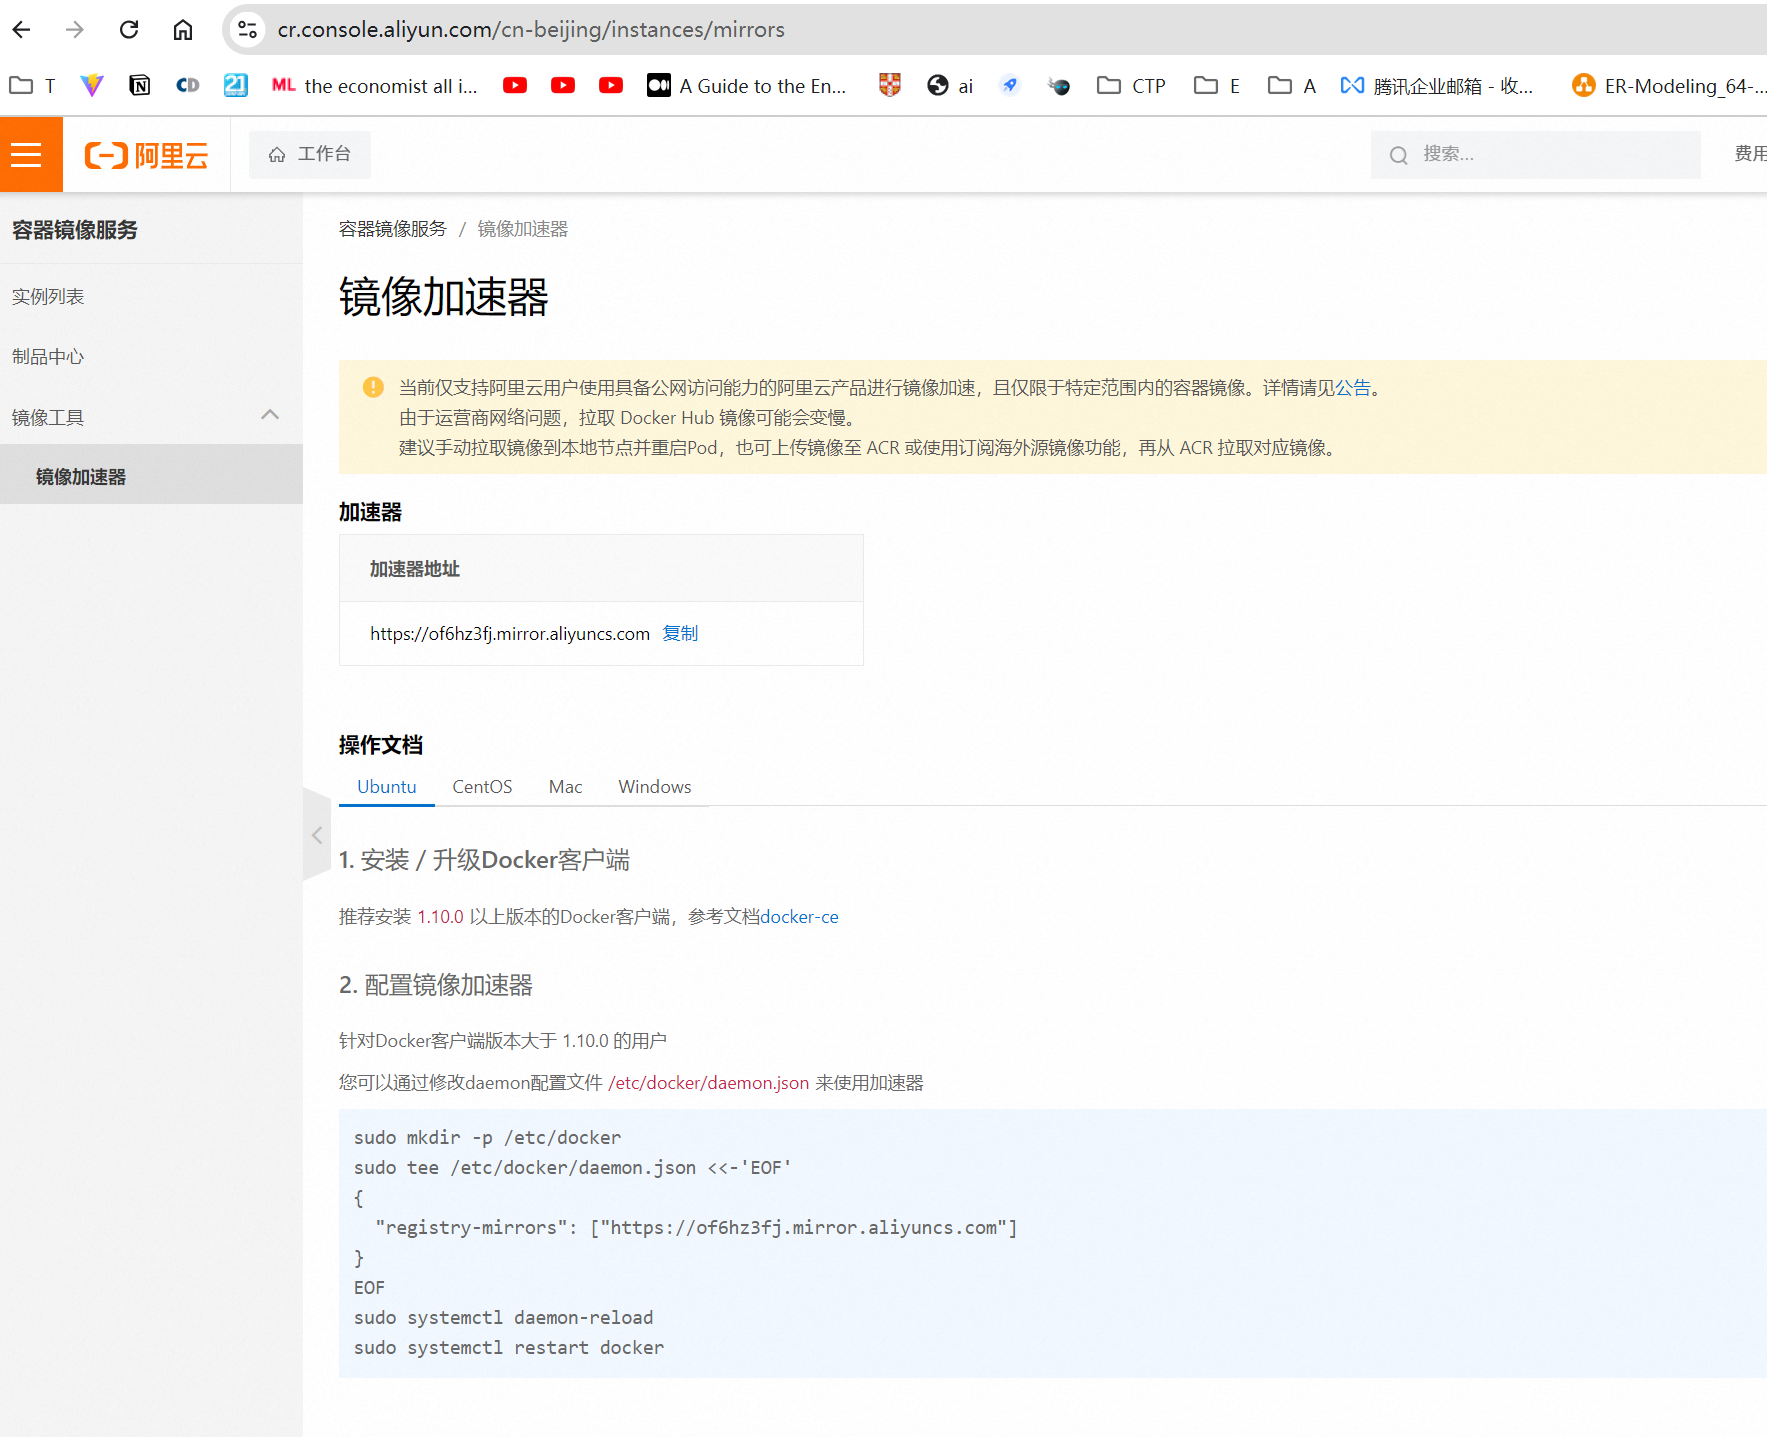 cr.console.aliyun.com/cn-beijing/instances/mirrors
T
CD
21
ML the economist all i...
A Guide to the En...
ai
CTP
E
A
腾讯企业邮箱 - 收...
ER-Modeling_64-...
阿里云
工作台
搜索...
费用
容器镜像服务
实例列表
制品中心
镜像工具
镜像加速器
容器镜像服务 / 镜像加速器
镜像加速器
当前仅支持阿里云用户使用具备公网访问能力的阿里云产品进行镜像加速，且仅限于特定范围内的容器镜像。详情请见公告。
由于运营商网络问题，拉取 Docker Hub 镜像可能会变慢。
建议手动拉取镜像到本地节点并重启Pod，也可上传镜像至 ACR 或使用订阅海外源镜像功能，再从 ACR 拉取对应镜像。
加速器
加速器地址
https://of6hz3fj.mirror.aliyuncs.com 复制
操作文档
Ubuntu CentOS Mac Windows
1. 安装 / 升级Docker客户端
推荐安装 1.10.0 以上版本的Docker客户端，参考文档docker-ce
2. 配置镜像加速器
针对Docker客户端版本大于 1.10.0 的用户
您可以通过修改daemon配置文件 /etc/docker/daemon.json 来使用加速器
sudo mkdir -p /etc/docker
sudo tee /etc/docker/daemon.json <<-'EOF'
{
  "registry-mirrors": ["https://of6hz3fj.mirror.aliyuncs.com"]
}
EOF
sudo systemctl daemon-reload
sudo systemctl restart docker